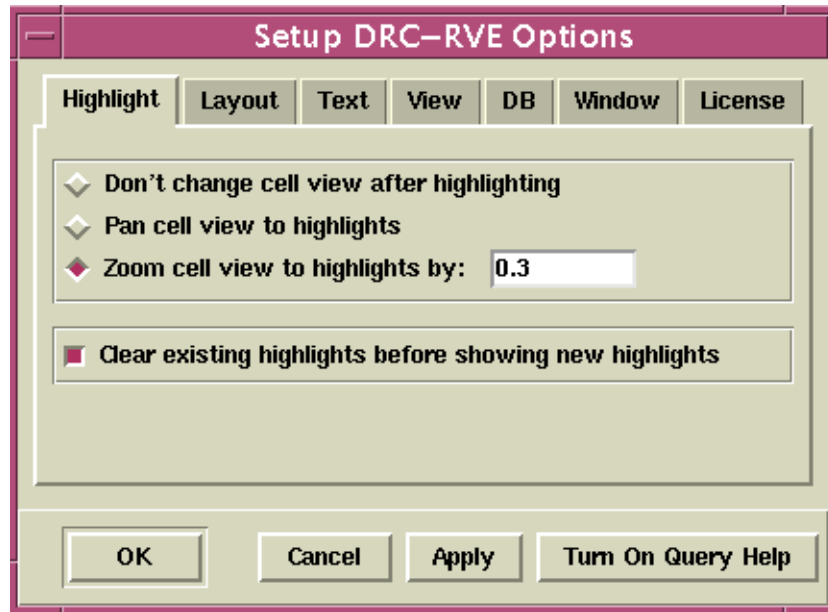 Setup DRC-RVE Options
Highlight Layout Text View DB Window License
Don't change cell view after highlighting
Pan cell view to highlights
Zoom cell view to highlights by: 0.3
Clear existing highlights before showing new highlights
OK Cancel Apply Turn On Query Help